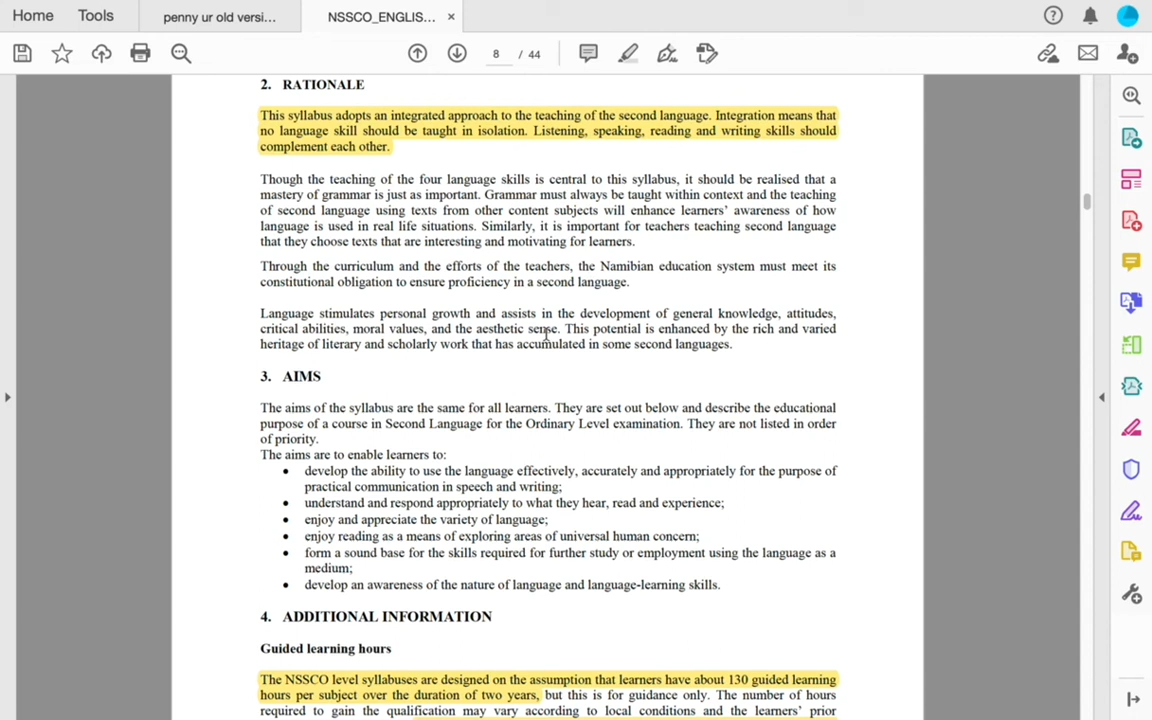 Home Tools penny ur old versi... NSSCO_ENGLIS... ×
8 / 44
2. RATIONALE
This syllabus adopts an integrated approach to the teaching of the second language. Integration means that
no language skill should be taught in isolation. Listening, speaking, reading and writing skills should
complement each other.
Though the teaching of the four language skills is central to this syllabus, it should be realised that a
mastery of grammar is just as important. Grammar must always be taught within context and the teaching
of second language using texts from other content subjects will enhance learners’ awareness of how
language is used in real life situations. Similarly, it is important for teachers teaching second language
that they choose texts that are interesting and motivating for learners.
Through the curriculum and the efforts of the teachers, the Namibian education system must meet its
constitutional obligation to ensure proficiency in a second language.
Language stimulates personal growth and assists in the development of general knowledge, attitudes,
critical abilities, moral values, and the aesthetic sense. This potential is enhanced by the rich and varied
heritage of literary and scholarly work that has accumulated in some second languages.
3. AIMS
The aims of the syllabus are the same for all learners. They are set out below and describe the educational
purpose of a course in Second Language for the Ordinary Level examination. They are not listed in order
of priority.
The aims are to enable learners to:
• develop the ability to use the language effectively, accurately and appropriately for the purpose of
practical communication in speech and writing;
• understand and respond appropriately to what they hear, read and experience;
• enjoy and appreciate the variety of language;
• enjoy reading as a means of exploring areas of universal human concern;
• form a sound base for the skills required for further study or employment using the language as a
medium;
• develop an awareness of the nature of language and language-learning skills.
4. ADDITIONAL INFORMATION
Guided learning hours
The NSSCO level syllabuses are designed on the assumption that learners have about 130 guided learning
hours per subject over the duration of two years, but this is for guidance only. The number of hours
required to gain the qualification may vary according to local conditions and the learners’ prior